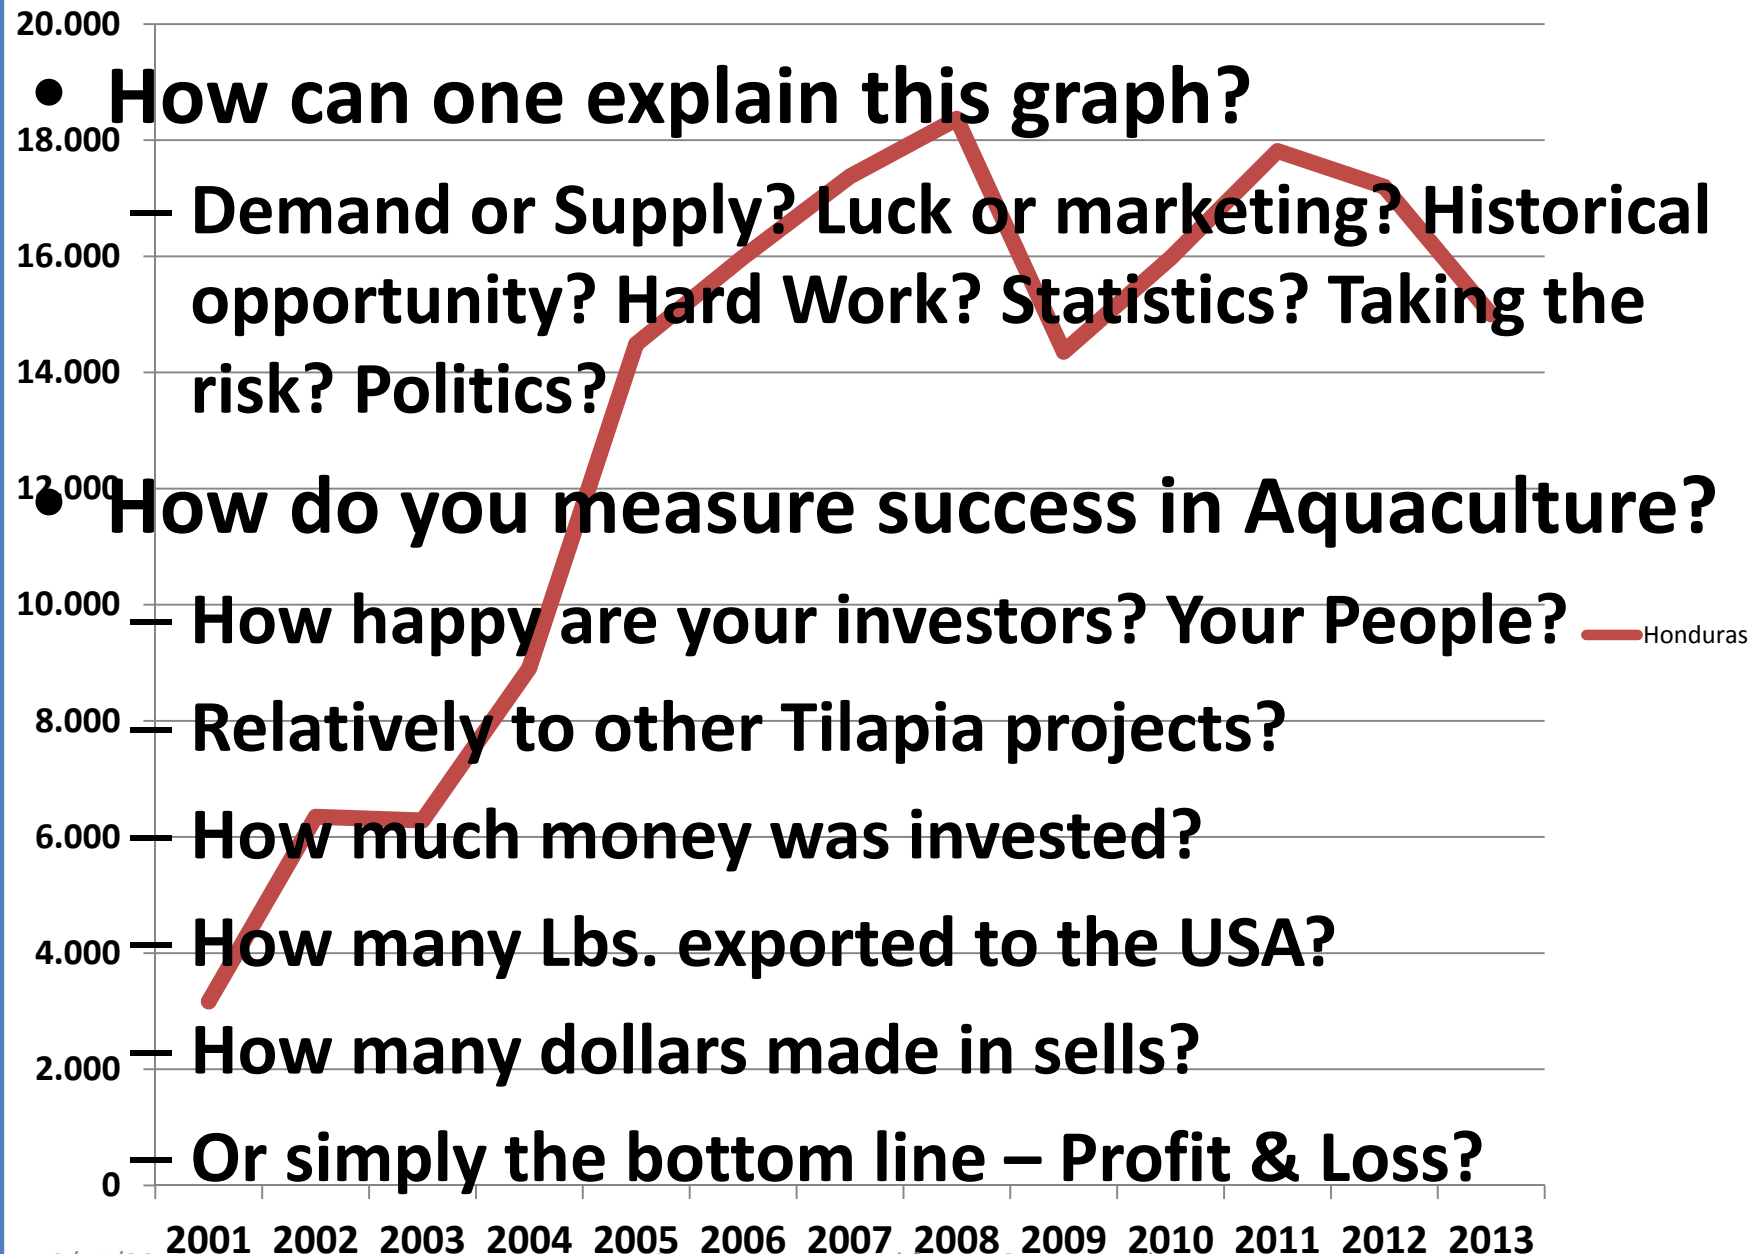 20.000
• How can one explain this graph?
18.000
– Demand or Supply? Luck or marketing? Historical
16.000
opportunity? Hard Work? Statistics? Taking the
14.000
risk? Politics?
12.000
• How do you measure success in Aquaculture?
10.000
– How happy are your investors? Your People?
Honduras
8.000
– Relatively to other Tilapia projects?
6.000
– How much money was invested?
4.000
– How many Lbs. exported to the USA?
2.000
– How many dollars made in sells?
– Or simply the bottom line – Profit & Loss?
0
2001 2002 2003 2004 2005 2006 2007 2008 2009 2010 2011 2012 2013